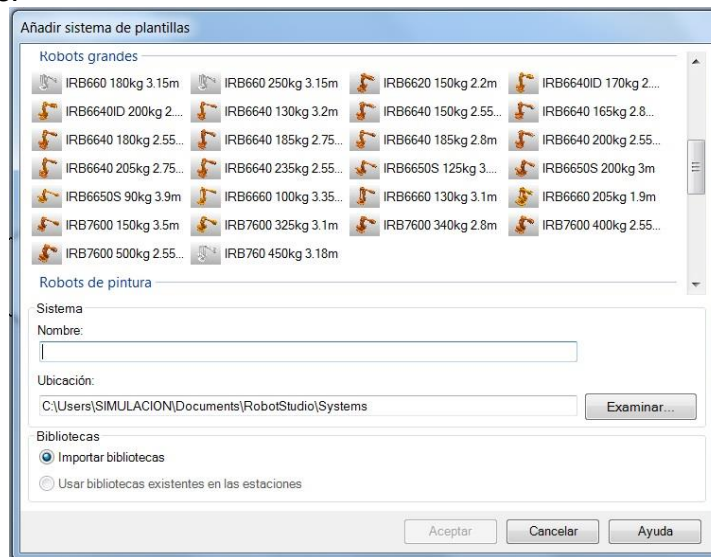 Añadir sistema de plantillas
Robots grandes
IRB660 180kg 3.15m IRB660 250kg 3.15m IRB6620 150kg 2.2m IRB6640ID 170kg 2....
IRB6640ID 200kg 2.... IRB6640 130kg 3.2m IRB6640 150kg 2.55... IRB6640 165kg 2.8...
IRB6640 180kg 2.55... IRB6640 185kg 2.75... IRB6640 185kg 2.8m IRB6640 200kg 2.55...
IRB6640 205kg 2.75... IRB6640 235kg 2.55... IRB6650S 125kg 3.... IRB6650S 200kg 3m
IRB6650S 90kg 3.9m IRB6660 100kg 3.35... IRB6660 130kg 3.1m IRB6660 205kg 1.9m
IRB7600 150kg 3.5m IRB7600 325kg 3.1m IRB7600 340kg 2.8m IRB7600 400kg 2.55...
IRB7600 500kg 2.55... IRB760 450kg 3.18m
Robots de pintura
Sistema
Nombre:
Ubicación:
C:\Users\SIMULACION\Documents\RobotStudio\Systems Examinar...
Bibliotecas
Importar bibliotecas
Usar bibliotecas existentes en las estaciones
Aceptar Cancelar Ayuda